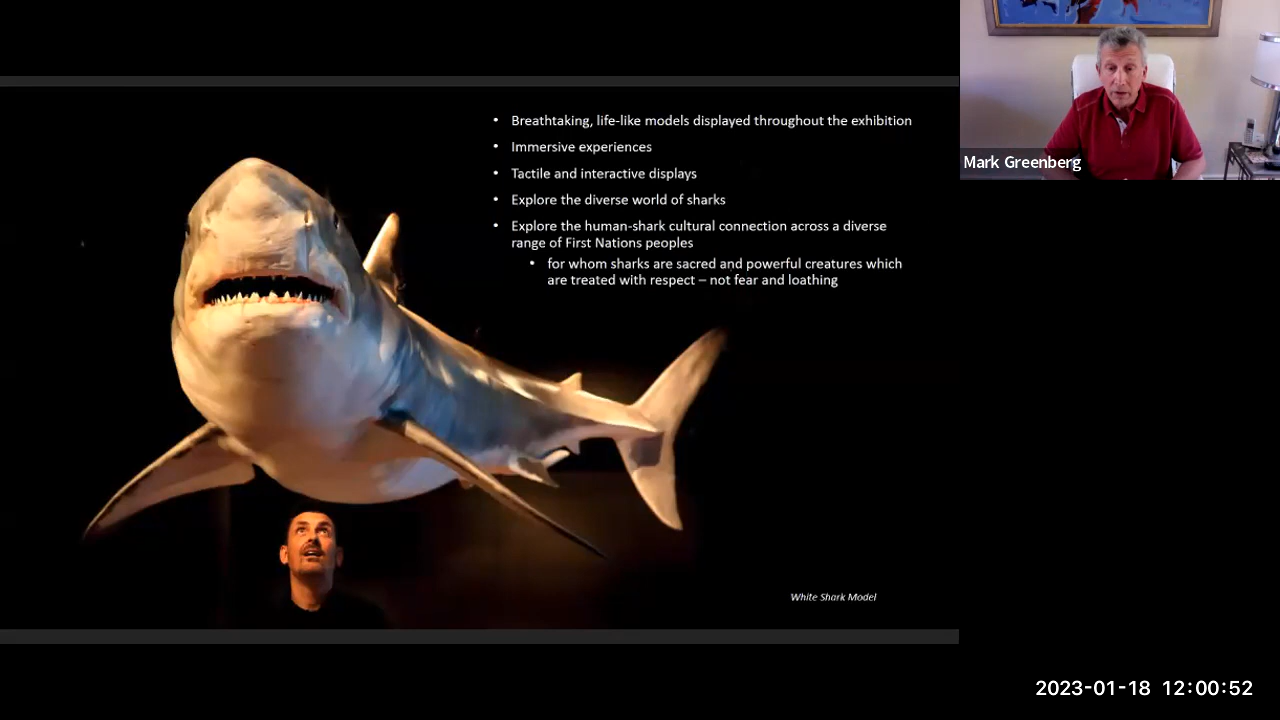 • Breathtaking, life-like models displayed throughout the exhibition
• Immersive experiences
• Tactile and interactive displays
• Explore the diverse world of sharks
• Explore the human-shark cultural connection across a diverse
range of First Nations peoples
• for whom sharks are sacred and powerful creatures which
are treated with respect – not fear and loathing
White Shark Model
Mark Greenberg
2023-01-18 12:00:52